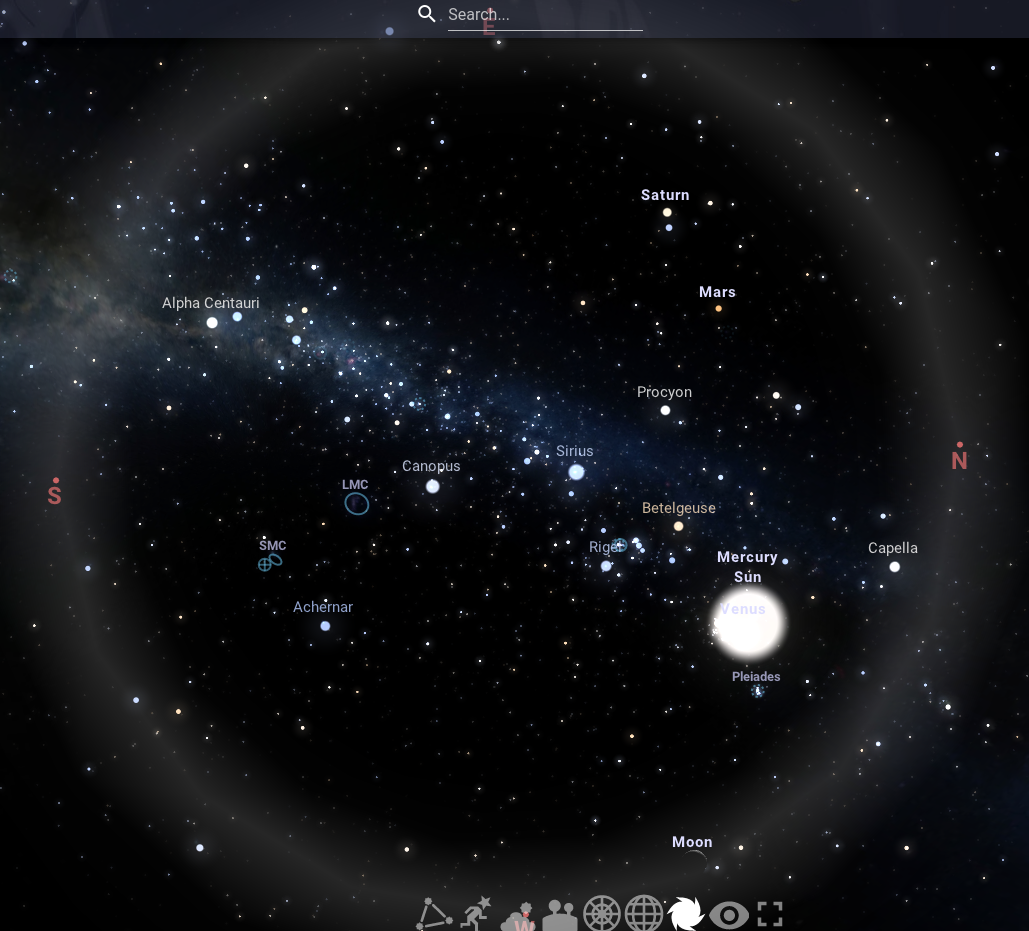 Search...
E
Saturn
Mars
Alpha Centauri
Procyon
Sirius
Canopus
N
LMC
S
Betelgeuse
SMC
Rigel
Capella
Mercury
Sun
Achernar
Venus
Pleiades
Moon
W